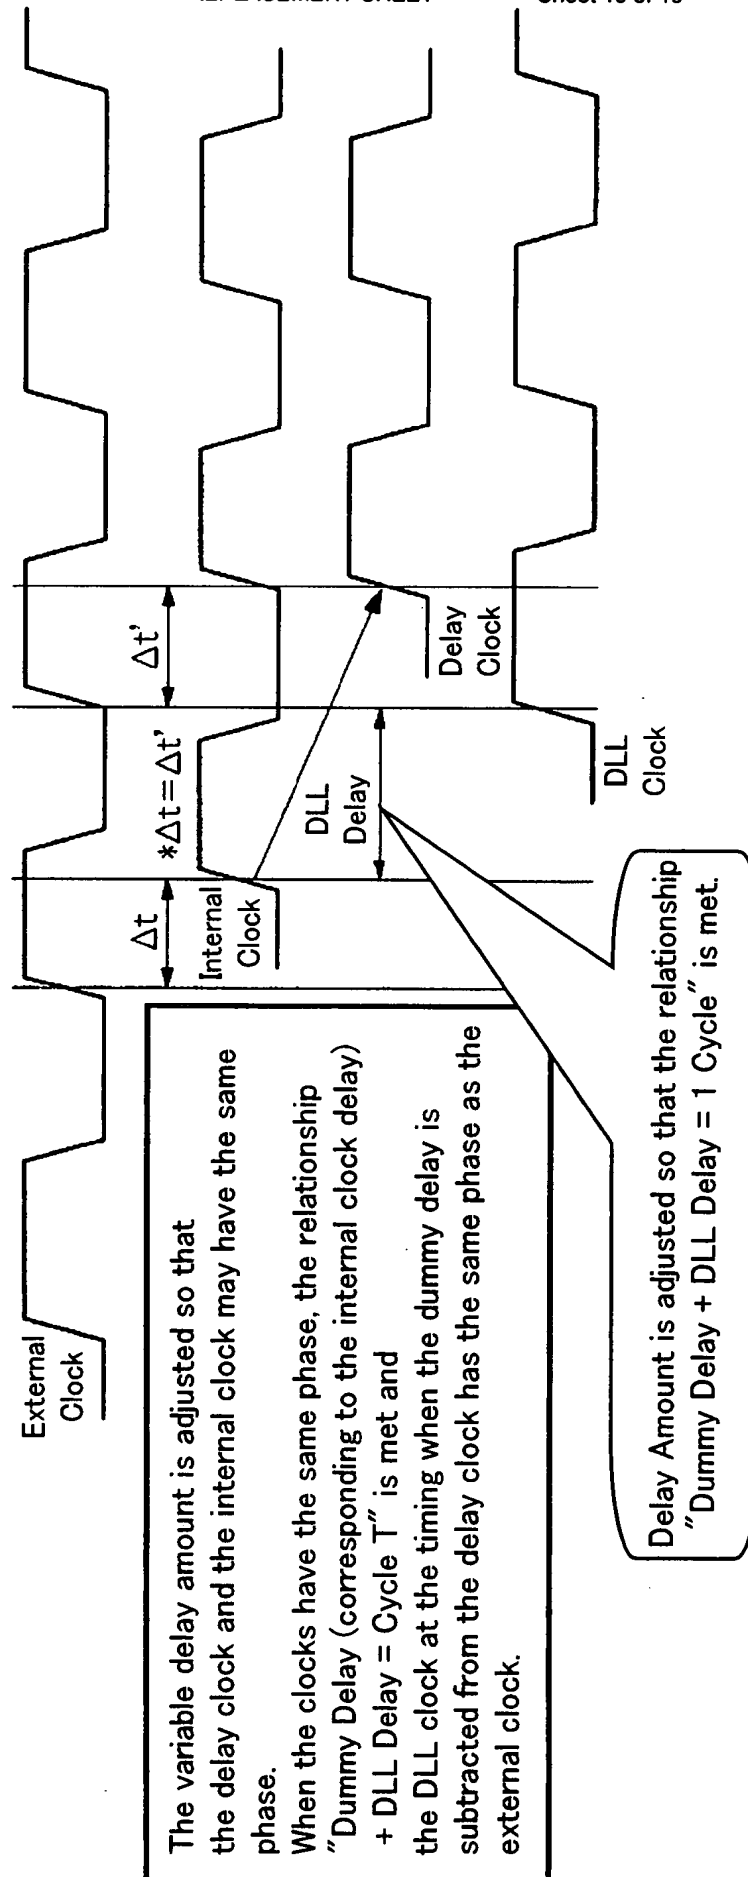 External
Clock
Δt
*Δt=Δt'
Δt'
Internal
Clock
DLL
Delay
Delay
Clock
DLL
Clock
The variable delay amount is adjusted so that
the delay clock and the internal clock may have the same
phase.
When the clocks have the same phase, the relationship
"Dummy Delay (corresponding to the internal clock delay)
+ DLL Delay = Cycle T" is met and
the DLL clock at the timing when the dummy delay is
subtracted from the delay clock has the same phase as the
external clock.
Delay Amount is adjusted so that the relationship
"Dummy Delay + DLL Delay = 1 Cycle" is met.